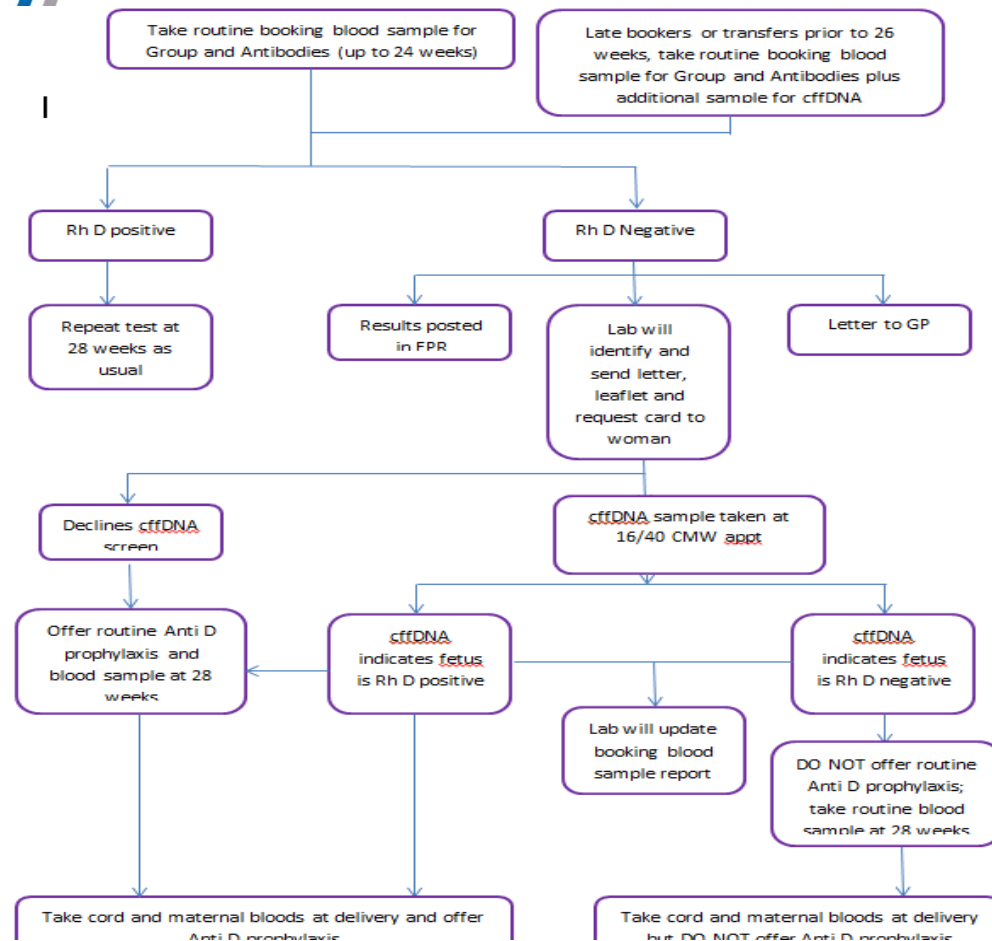 Take routine booking blood sample for
Group and Antibodies (up to 24 weeks)
Late bookers or transfers prior to 26
weeks, take routine booking blood
sample for Group and Antibodies plus
additional sample for cffDNA
I
Rh D positive
Rh D Negative
Repeat test at
28 weeks as
usual
Results posted
in EPR
Lab will
identify and
send letter,
leaflet and
request card to
woman
Letter to GP
Declines cffDNA
screen
cffDNA sample taken at
16/40 CMW appt
Offer routine Anti D
prophylaxis and
blood sample at 28
weeks
cffDNA
indicates fetus
is Rh D positive
cffDNA
indicates fetus
is Rh D negative
Lab will update
booking blood
sample report
DO NOT offer routine
Anti D prophylaxis;
take routine blood
sample at 28 weeks
Take cord and maternal bloods at delivery and offer
Anti D prophylaxis
Take cord and maternal bloods at delivery
but DO NOT offer Anti D prophylaxis